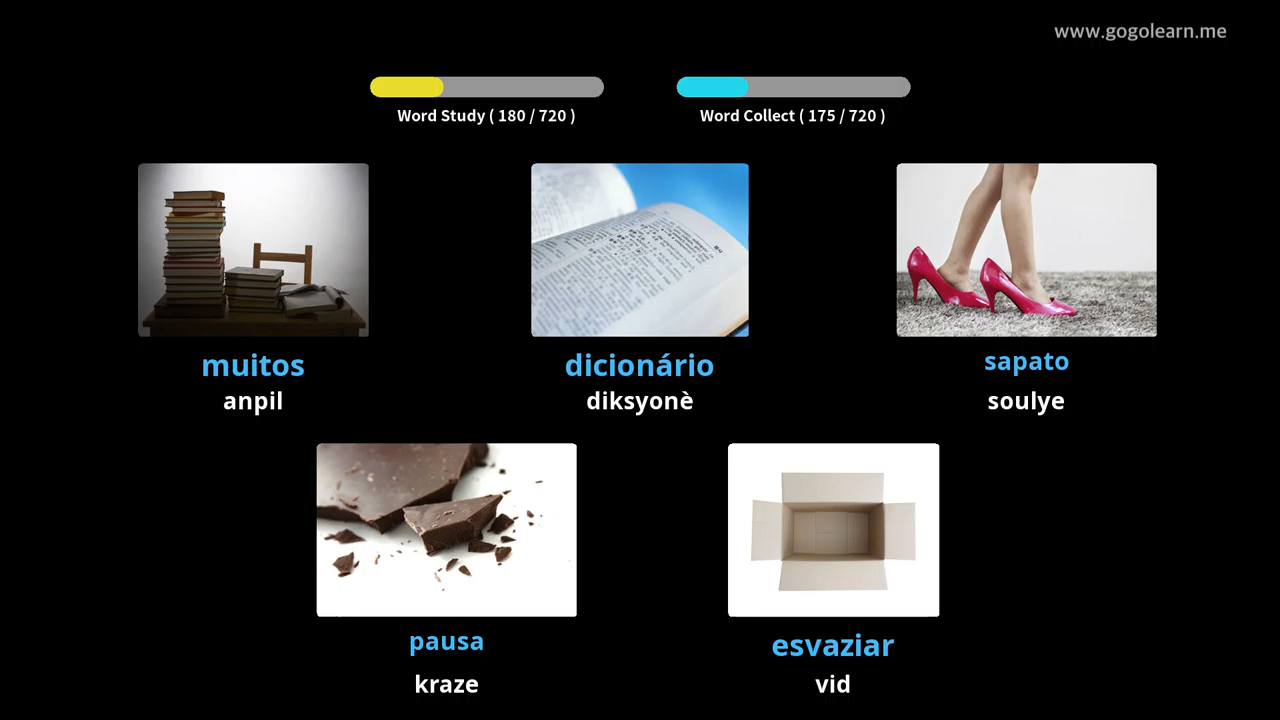 www.gogolearn.me
Word Study ( 180 / 720 )
Word Collect ( 175 / 720 )
muitos
anpil
dicionário
diksyonè
sapato
soulye
pausa
kraze
esvaziar
vid